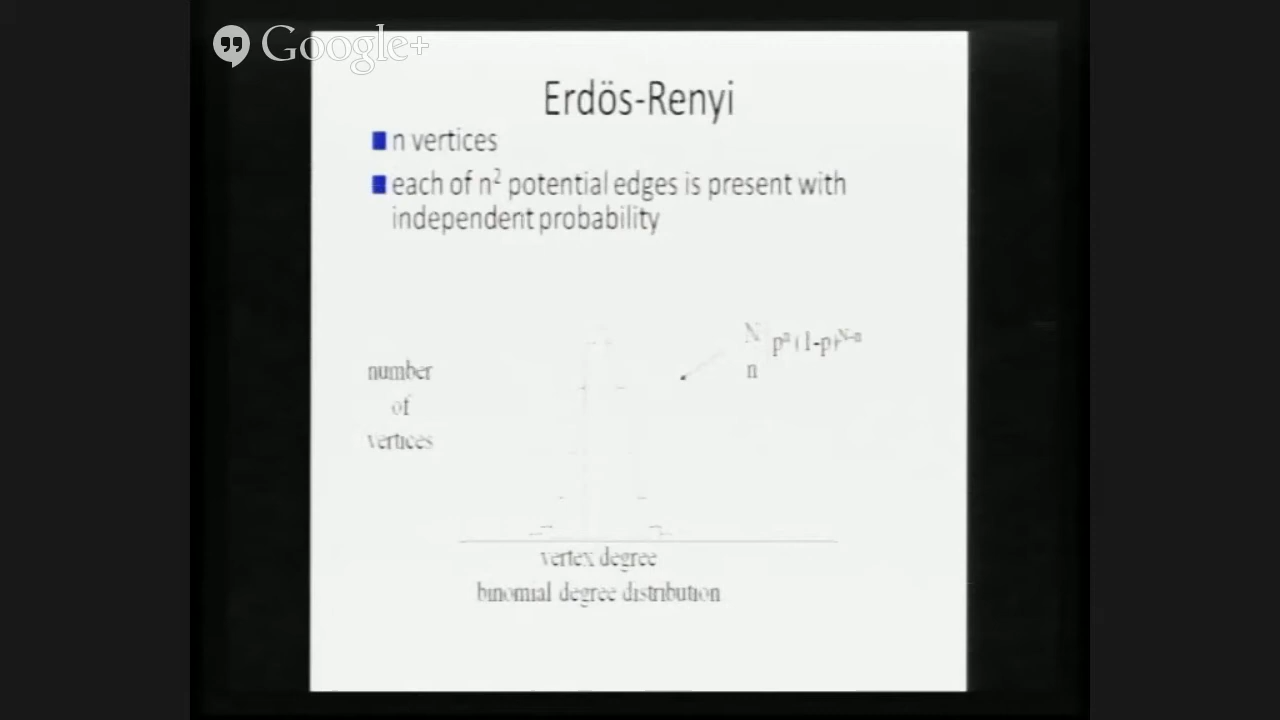 Google+
Erdös-Renyi
n vertices
each of n² potential edges is present with
independent probability
N
n
pⁿ(1-p)ᴺ⁻ⁿ
number
of
vertices
vertex degree
binomial degree distribution